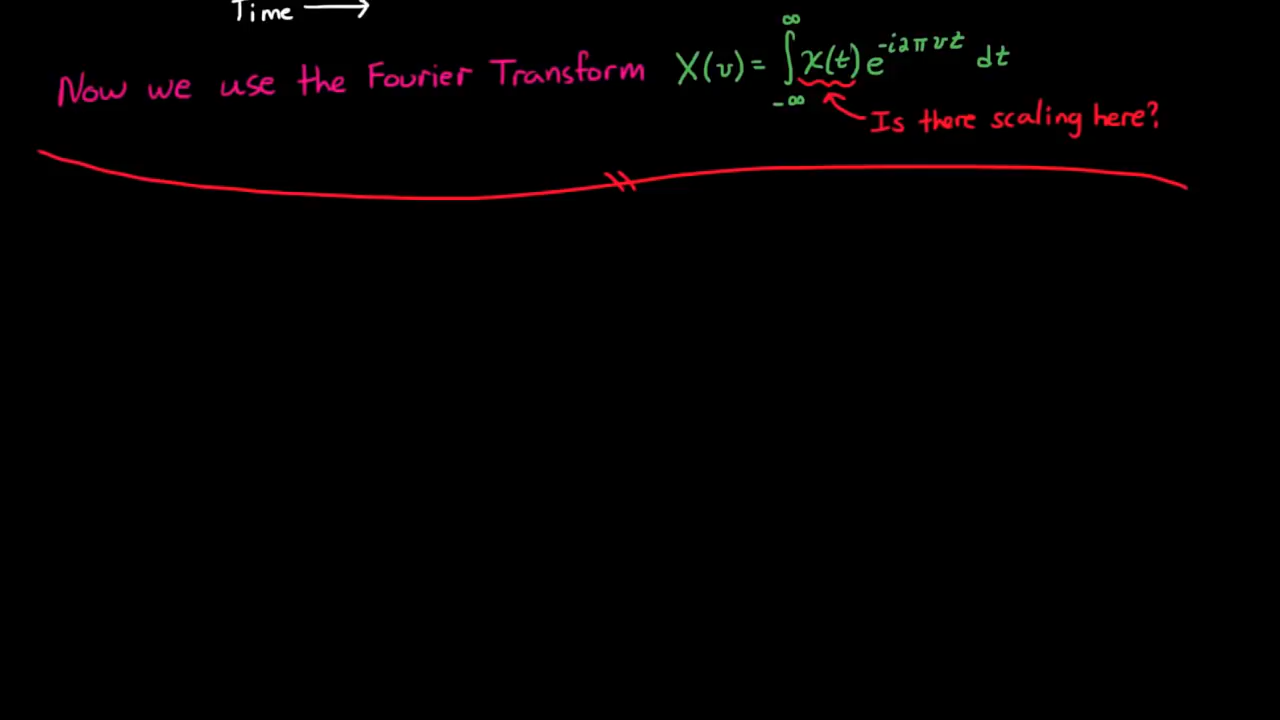 Time →
Now we use the Fourier Transform X(ν) = ∫_{-∞}^{∞} x(t) e^{-i2πνt} dt
Is there scaling here?